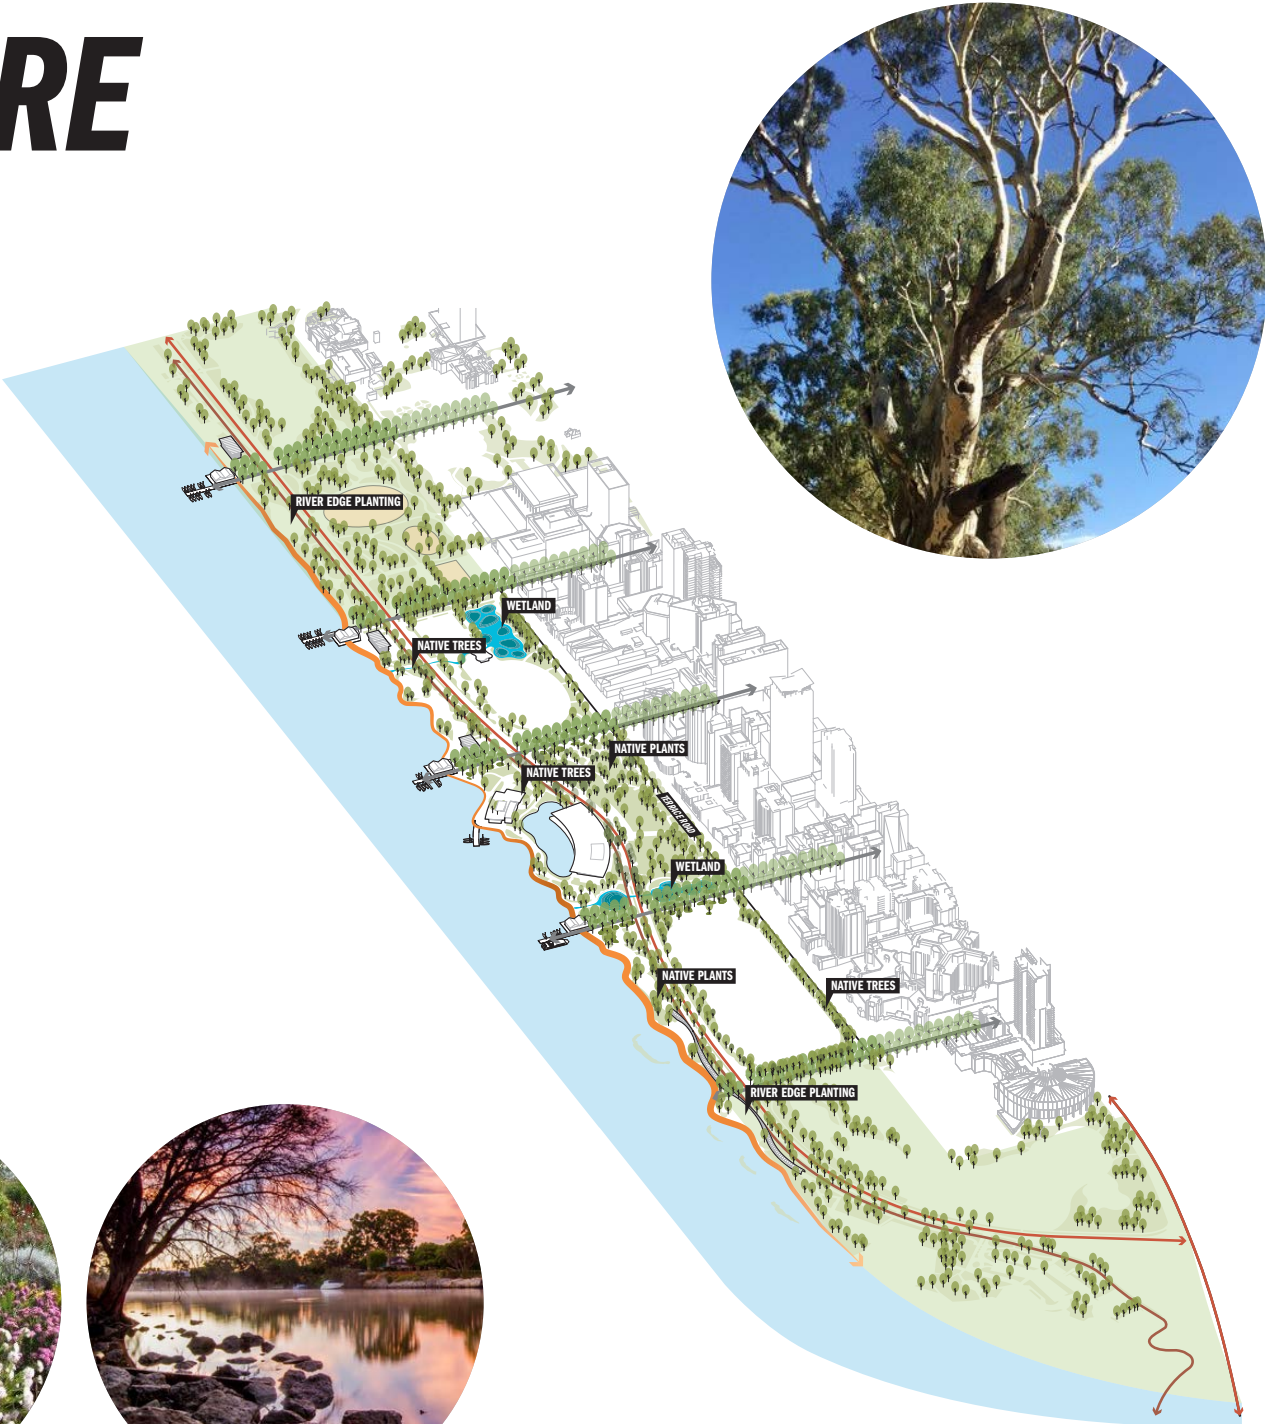 RE
RIVER EDGE PLANTING
WETLAND
NATIVE TREES
NATIVE PLANTS
NATIVE TREES
TERRACE ROAD
WETLAND
NATIVE PLANTS
NATIVE TREES
RIVER EDGE PLANTING